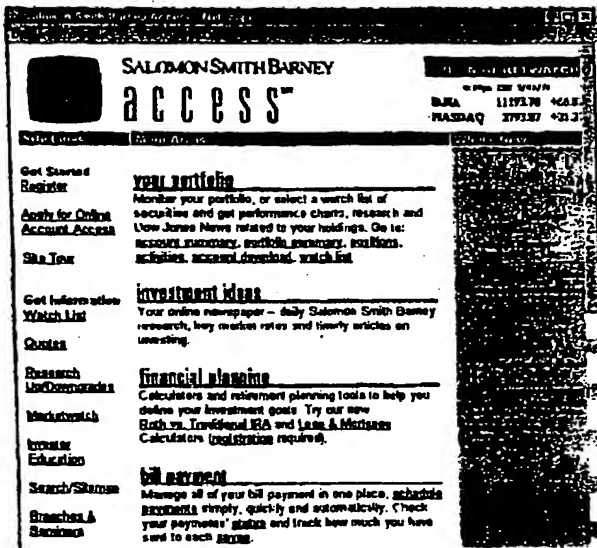 SALOMON SMITH BARNEY
access
DJIA
NASDAQ
Main Areas
Get Started
Register
Apply for Online
Account Access
Site Tour
Get Information
Watch List
Quotes
Research
Up/Downgrades
Marketwatch
Investor
Education
Search/Sitemap
Branches &
Seminars
your portfolio
Monitor your portfolio, or select a watch list of
securities and get performance charts, research and
Dow Jones News related to your holdings. Go to:
account summary, portfolio summary, positions,
activities, account download, watch list
investment ideas
Your online newspaper – daily Salomon Smith Barney
research, key market rates and timely articles on
investing.
financial planning
Calculators and retirement planning tools to help you
define your investment goals. Try our new
Roth vs. Traditional IRA and Loan & Mortgage
Calculators (registration required).
bill payment
Manage all of your bill payment in one place, schedule
payments simply, quickly and automatically. Check
your payments' status and track how much you have
sent to each payee.